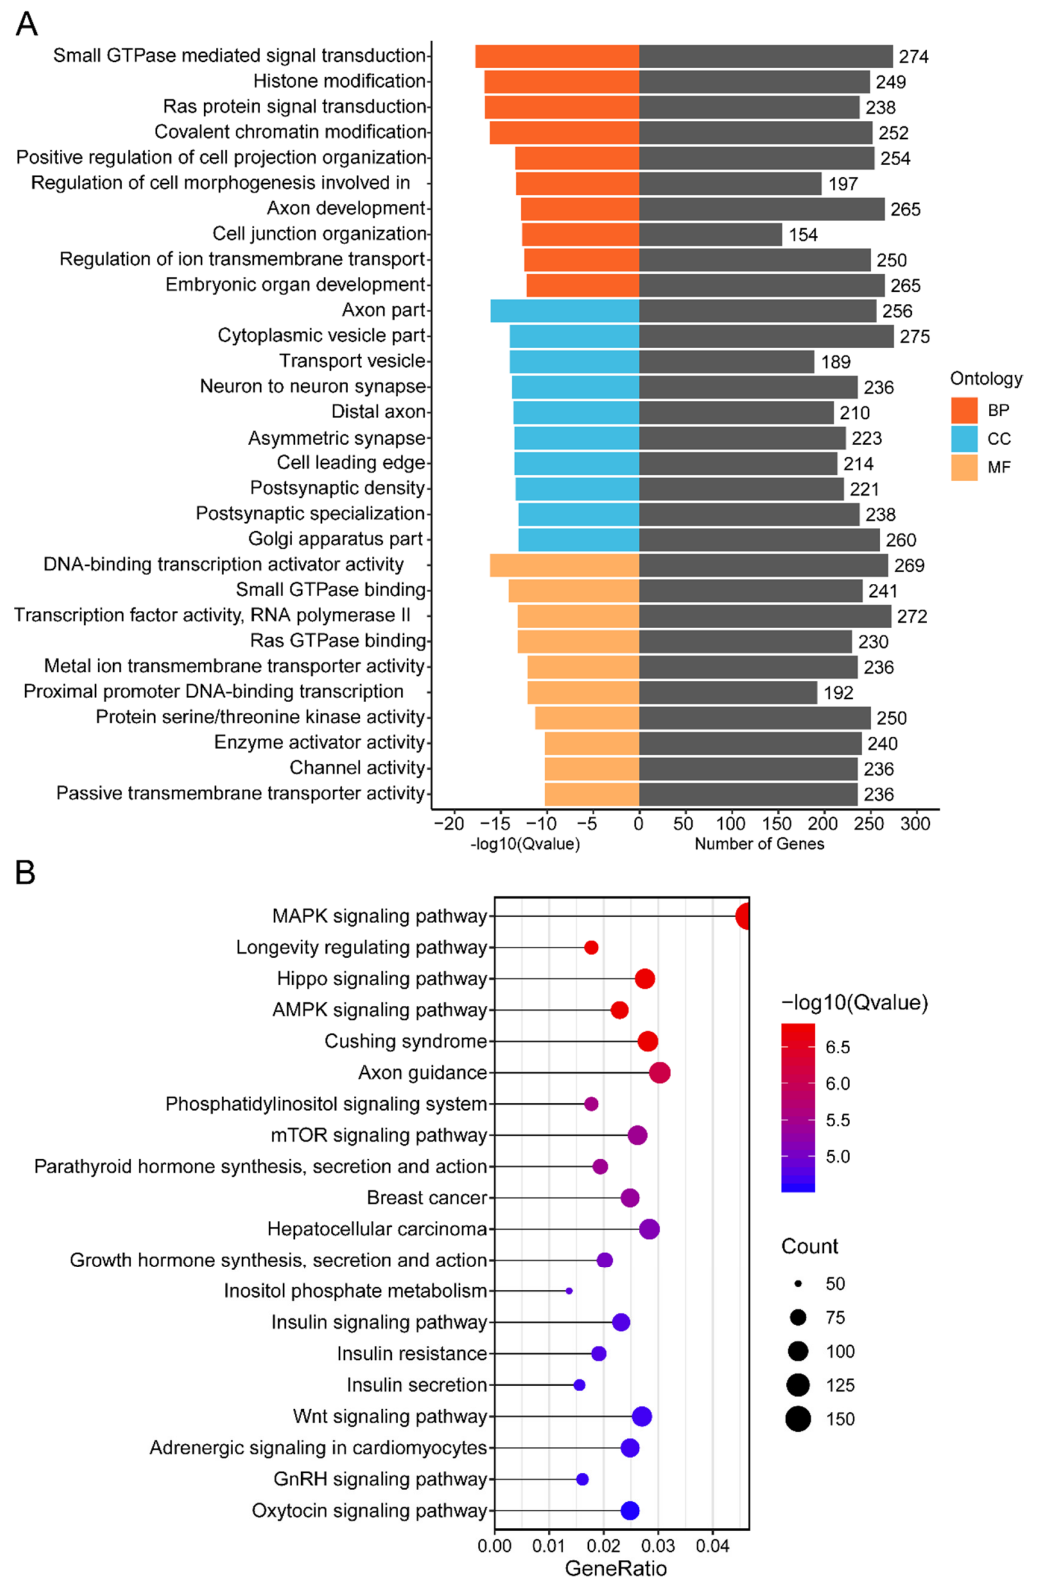 A
Small GTPase mediated signal transduction 274
Histone modification 249
Ras protein signal transduction 238
Covalent chromatin modification 252
Positive regulation of cell projection organization 254
Regulation of cell morphogenesis involved in 197
Axon development 265
Cell junction organization 154
Regulation of ion transmembrane transport 250
Embryonic organ development 265
Axon part 256
Cytoplasmic vesicle part 275
Transport vesicle 189
Neuron to neuron synapse 236
Distal axon 210
Asymmetric synapse 223
Cell leading edge 214
Postsynaptic density 221
Postsynaptic specialization 238
Golgi apparatus part 260
DNA-binding transcription activator activity 269
Small GTPase binding 241
Transcription factor activity, RNA polymerase II 272
Ras GTPase binding 230
Metal ion transmembrane transporter activity 236
Proximal promoter DNA-binding transcription 192
Protein serine/threonine kinase activity 250
Enzyme activator activity 240
Channel activity 236
Passive transmembrane transporter activity 236
−20 −15 −10 −5 0 50 100 150 200 250 300
-log10(Qvalue) Number of Genes
Ontology
BP
CC
MF
B
MAPK signaling pathway
Longevity regulating pathway
Hippo signaling pathway
AMPK signaling pathway
Cushing syndrome
Axon guidance
Phosphatidylinositol signaling system
mTOR signaling pathway
Parathyroid hormone synthesis, secretion and action
Breast cancer
Hepatocellular carcinoma
Growth hormone synthesis, secretion and action
Inositol phosphate metabolism
Insulin signaling pathway
Insulin resistance
Insulin secretion
Wnt signaling pathway
Adrenergic signaling in cardiomyocytes
GnRH signaling pathway
Oxytocin signaling pathway
0.00 0.01 0.02 0.03 0.04
GeneRatio
−log10(Qvalue)
6.5
6.0
5.5
5.0
Count
50
75
100
125
150